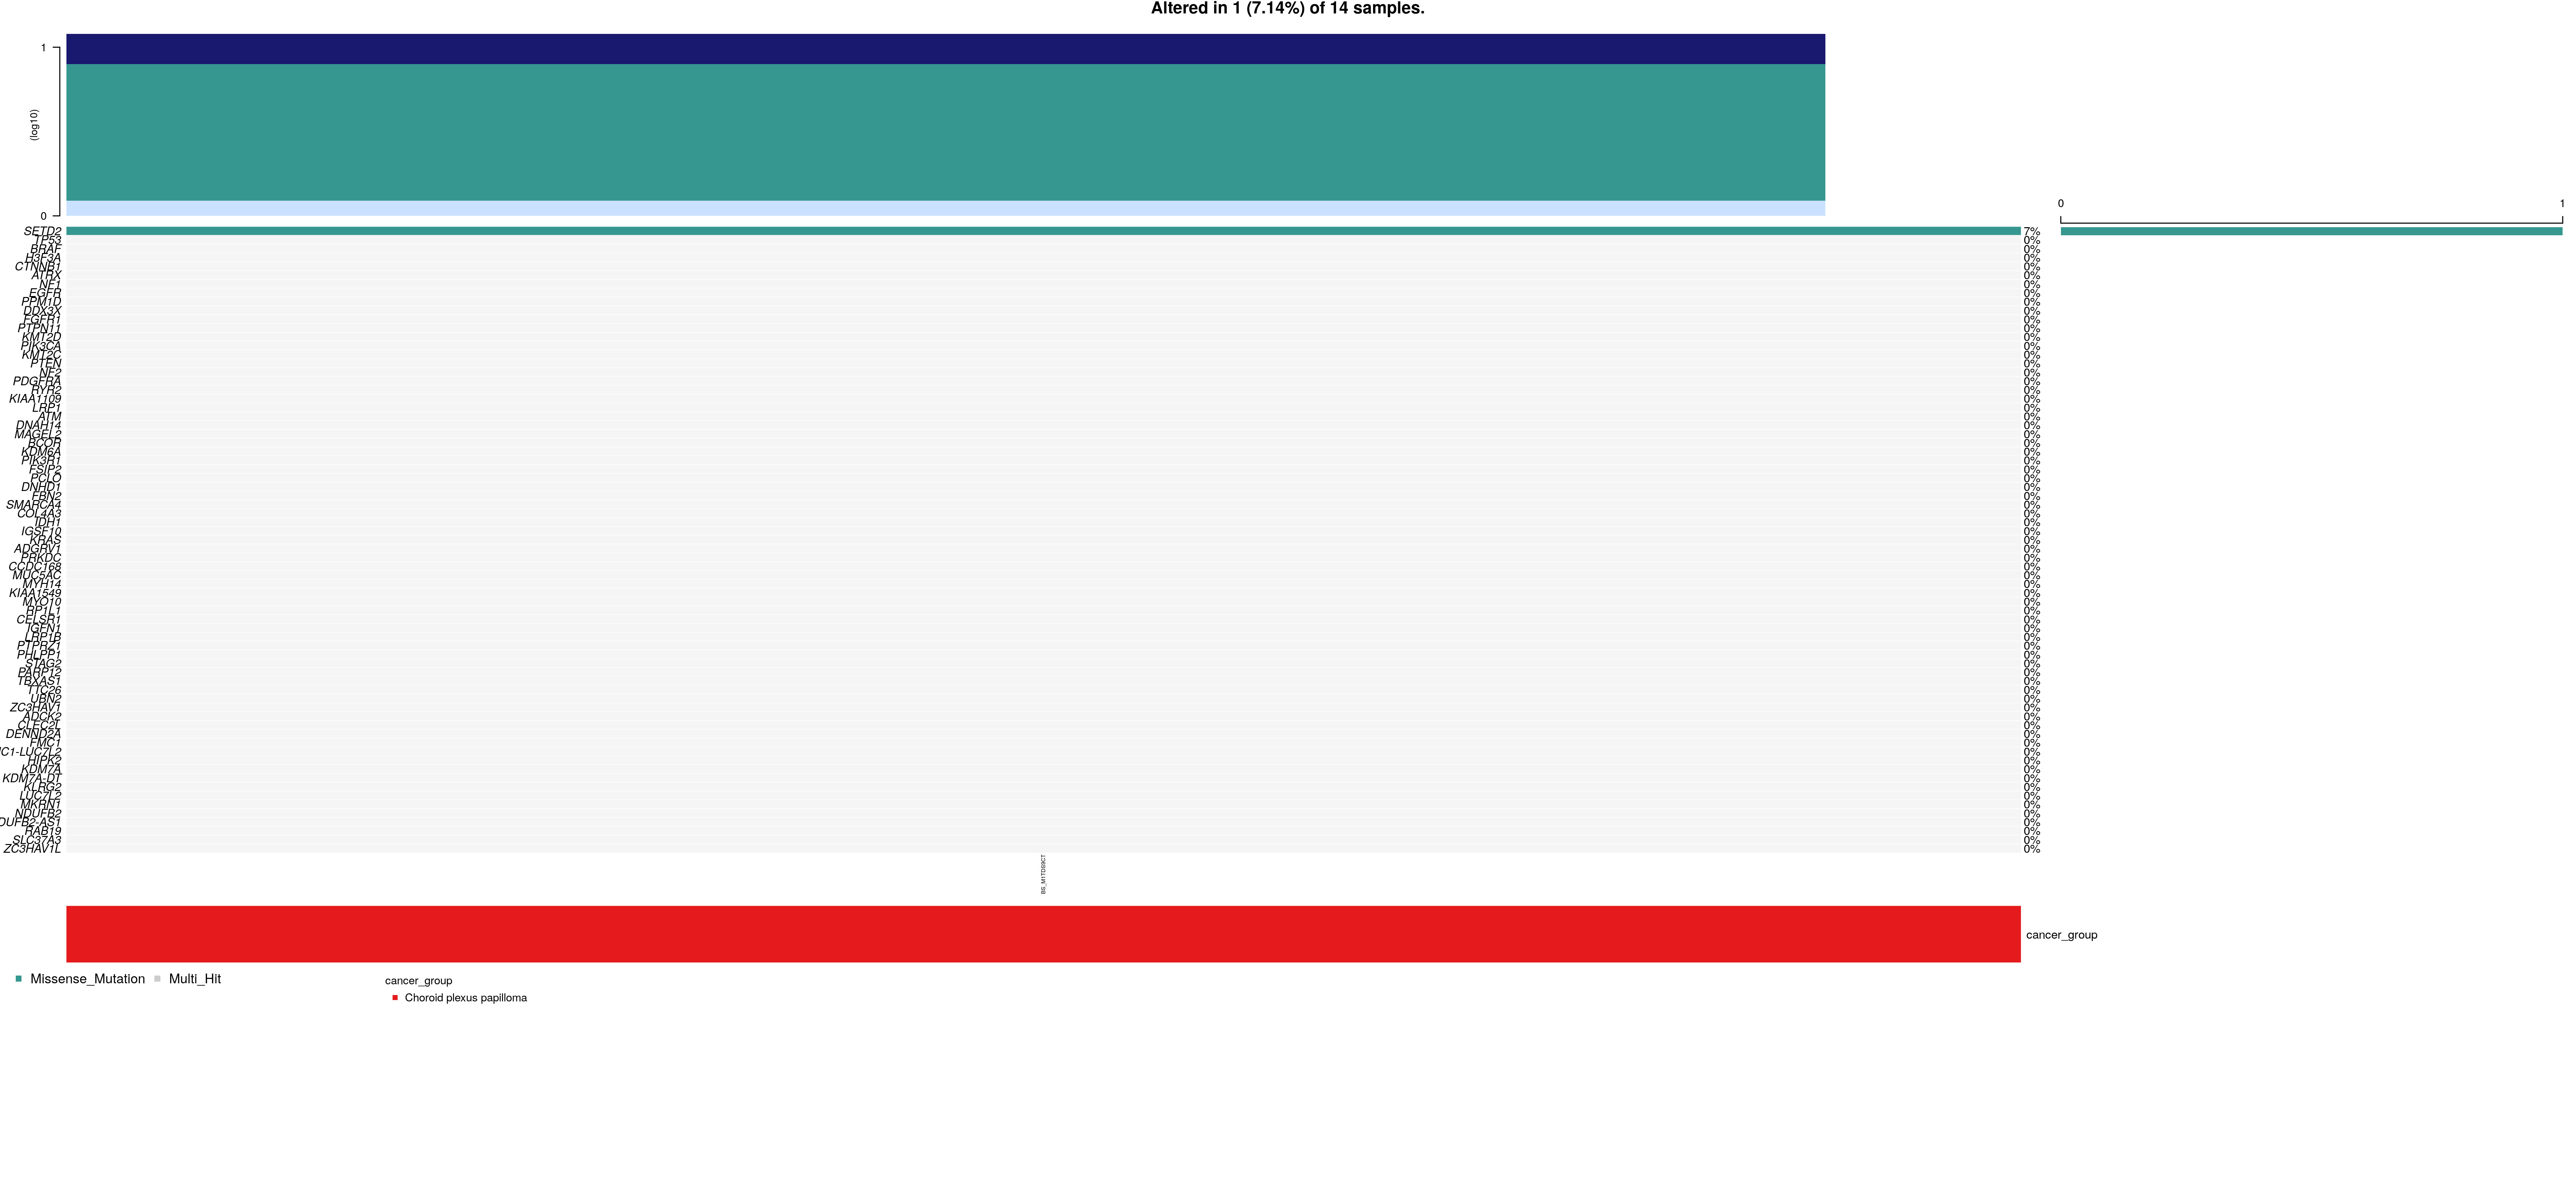 Altered in 1 (7.14%) of 14 samples.
1
(log10)
0
0 1
SETD2 7%
TP53 0%
BRAF 0%
H3F3A 0%
CTNNB1 0%
ATRX 0%
NF1 0%
EGFR 0%
PPM1D 0%
DDX3X 0%
FGFR1 0%
PTPN11 0%
KMT2D 0%
PIK3CA 0%
KMT2C 0%
PTEN 0%
NF2 0%
PDGFRA 0%
RYR2 0%
KIAA1109 0%
LRP1 0%
ATM 0%
DNAH14 0%
MAGEL2 0%
BCOR 0%
KDM6A 0%
PIK3R1 0%
FSIP2 0%
PCLO 0%
DNHD1 0%
FBN2 0%
SMARCA4 0%
COL4A3 0%
IDH1 0%
IGSF10 0%
KRAS 0%
ADGRV1 0%
PRKDC 0%
CCDC168 0%
MUC5AC 0%
MYH14 0%
KIAA1549 0%
MYO10 0%
RP1L1 0%
CELSR1 0%
IGFN1 0%
LRP1B 0%
PTPRZ1 0%
PHLPP1 0%
STAG2 0%
PARP12 0%
TBXAS1 0%
TTC26 0%
UBN2 0%
ZC3HAV1 0%
ADCK2 0%
CLEC2L 0%
DENND2A 0%
FMC1 0%
C1-LUC7L2 0%
HIPK2 0%
KDM7A 0%
KDM7A-DT 0%
KLRG2 0%
LUC7L2 0%
MKRN1 0%
NDUFB2 0%
DUFB2-AS1 0%
RAB19 0%
SLC37A3 0%
ZC3HAV1L 0%
cancer_group
Missense_Mutation Multi_Hit
cancer_group
Choroid plexus papilloma